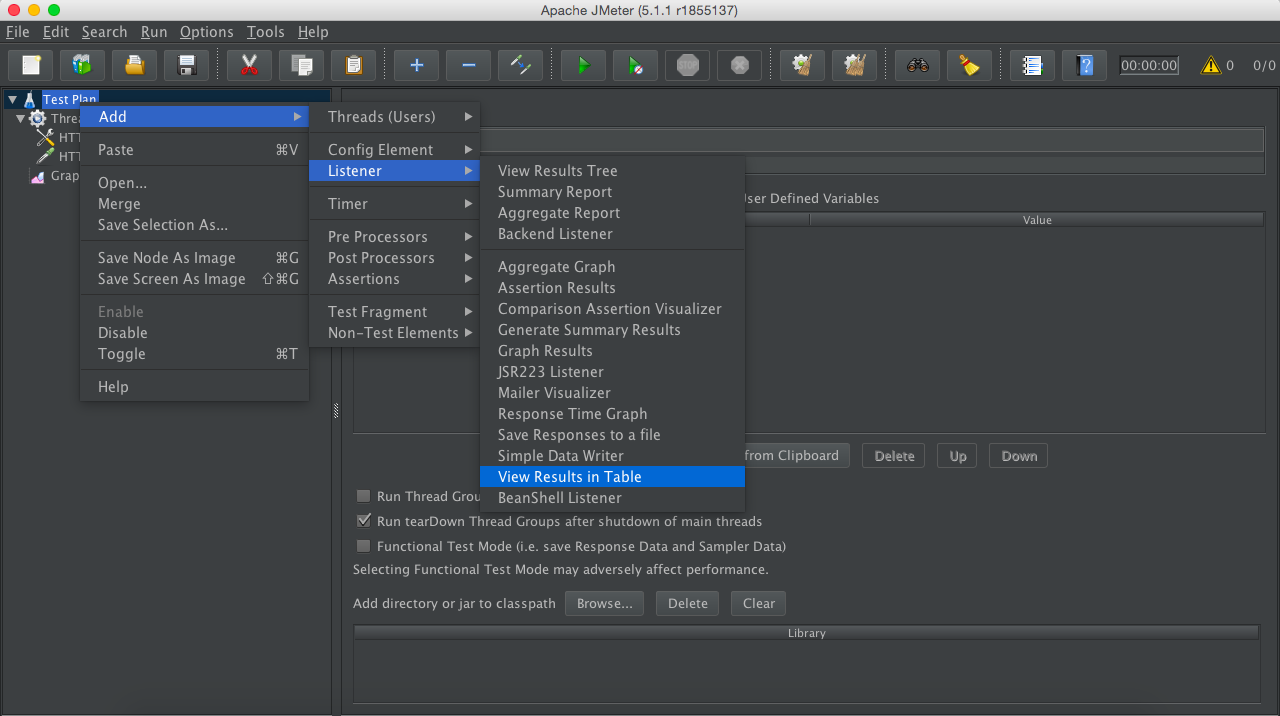 Apache JMeter (5.1.1 r1855137)
File Edit Search Run Options Tools Help
STOP 00:00:00 0 0/0
Test Plan
Add
Paste ⌘V
Open...
Merge
Save Selection As...
Save Node As Image ⌘G
Save Screen As Image ⇧⌘G
Enable
Disable
Toggle ⌘T
Help
Threads (Users)
Config Element
Listener
Timer
Pre Processors
Post Processors
Assertions
Test Fragment
Non-Test Elements
View Results Tree
Summary Report
Aggregate Report
Backend Listener
Aggregate Graph
Assertion Results
Comparison Assertion Visualizer
Generate Summary Results
Graph Results
JSR223 Listener
Mailer Visualizer
Response Time Graph
Save Responses to a file
Simple Data Writer
View Results in Table
BeanShell Listener
User Defined Variables
Value
from Clipboard Delete Up Down
Run Thread
Run tearDown Thread Groups after shutdown of main threads
Functional Test Mode (i.e. save Response Data and Sampler Data)
Selecting Functional Test Mode may adversely affect performance.
Add directory or jar to classpath Browse... Delete Clear
Library